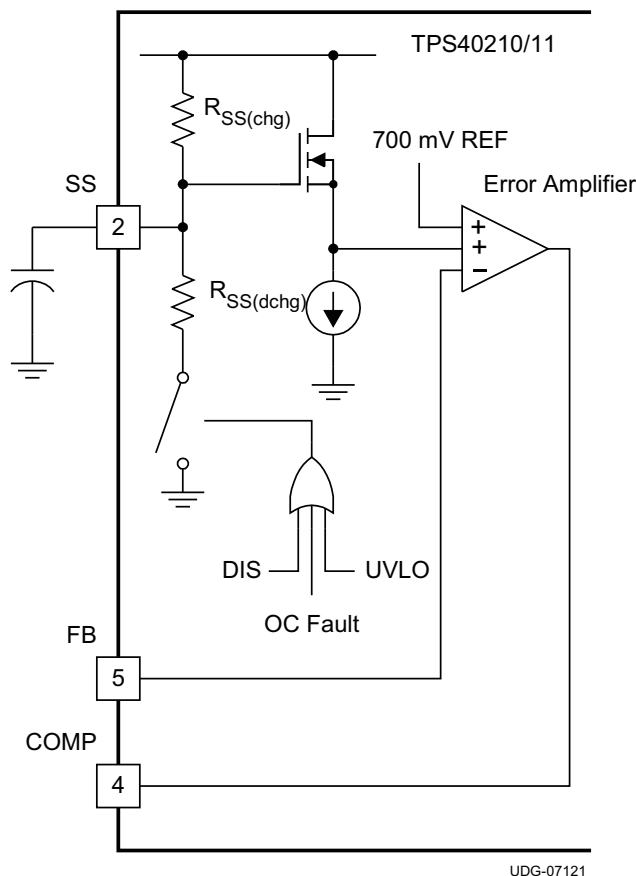 TPS40210/11
RSS(chg)
700 mV REF
SS
Error Amplifier
2
+
+
–
RSS(dchg)
DIS
UVLO
OC Fault
FB
5
COMP
4
UDG-07121